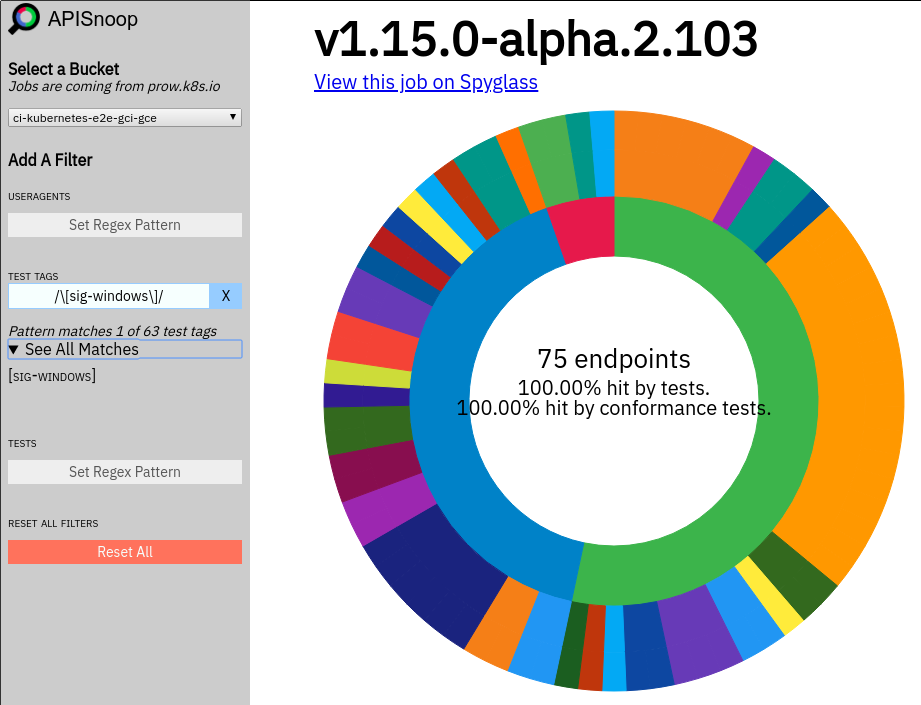 APISnoop
Select a Bucket
Jobs are coming from prow.k8s.io
ci-kubernetes-e2e-gci-gce
Add A Filter
USERAGENTS
Set Regex Pattern
TEST TAGS
/\[sig-windows\]/ X
Pattern matches 1 of 63 test tags
▼ See All Matches
[SIG-WINDOWS]
TESTS
Set Regex Pattern
RESET ALL FILTERS
Reset All
v1.15.0-alpha.2.103
View this job on Spyglass
75 endpoints
100.00% hit by tests.
100.00% hit by conformance tests.